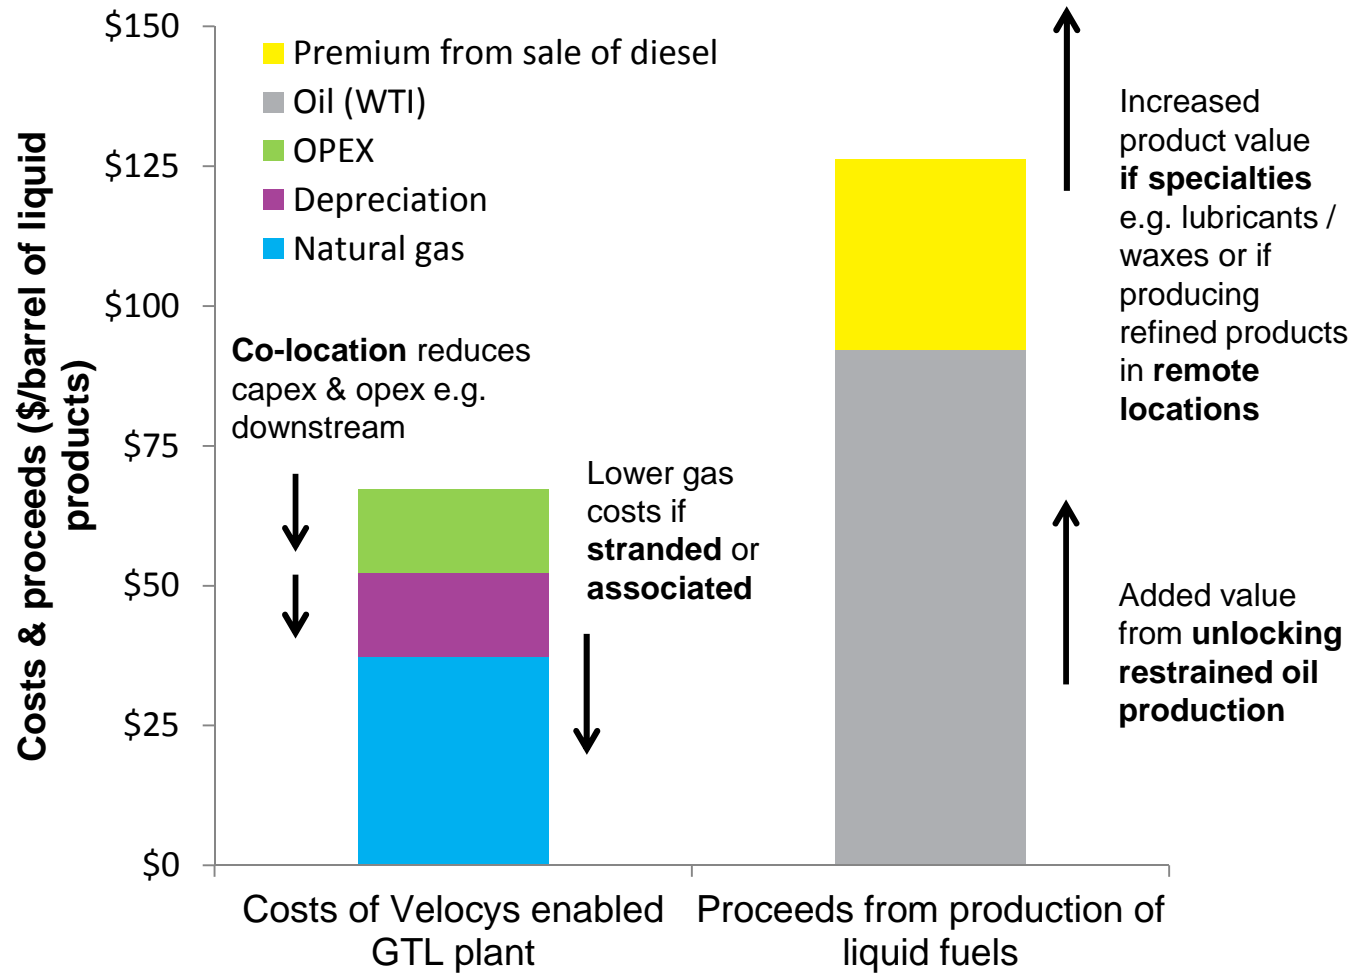 Costs & proceeds ($/barrel of liquid
products)
$150
$125
$100
$75
$50
$25
$0
Premium from sale of diesel
Oil (WTI)
OPEX
Depreciation
Natural gas
Co-location reduces
capex & opex e.g.
downstream
Lower gas
costs if
stranded or
associated
Increased
product value
if specialties
e.g. lubricants /
waxes or if
producing
refined products
in remote
locations
Added value
from unlocking
restrained oil
production
Costs of Velocys enabled
GTL plant
Proceeds from production of
liquid fuels